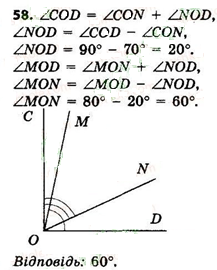 58. ∠COD = ∠CON + ∠NOD,
∠NOD = ∠COD − ∠CON,
∠NOD = 90° − 70° = 20°.
∠MOD = ∠MON + ∠NOD,
∠MON = ∠MOD − ∠NOD,
∠MON = 80° − 20° = 60°.
C
M
N
O
D
Відповідь: 60°.